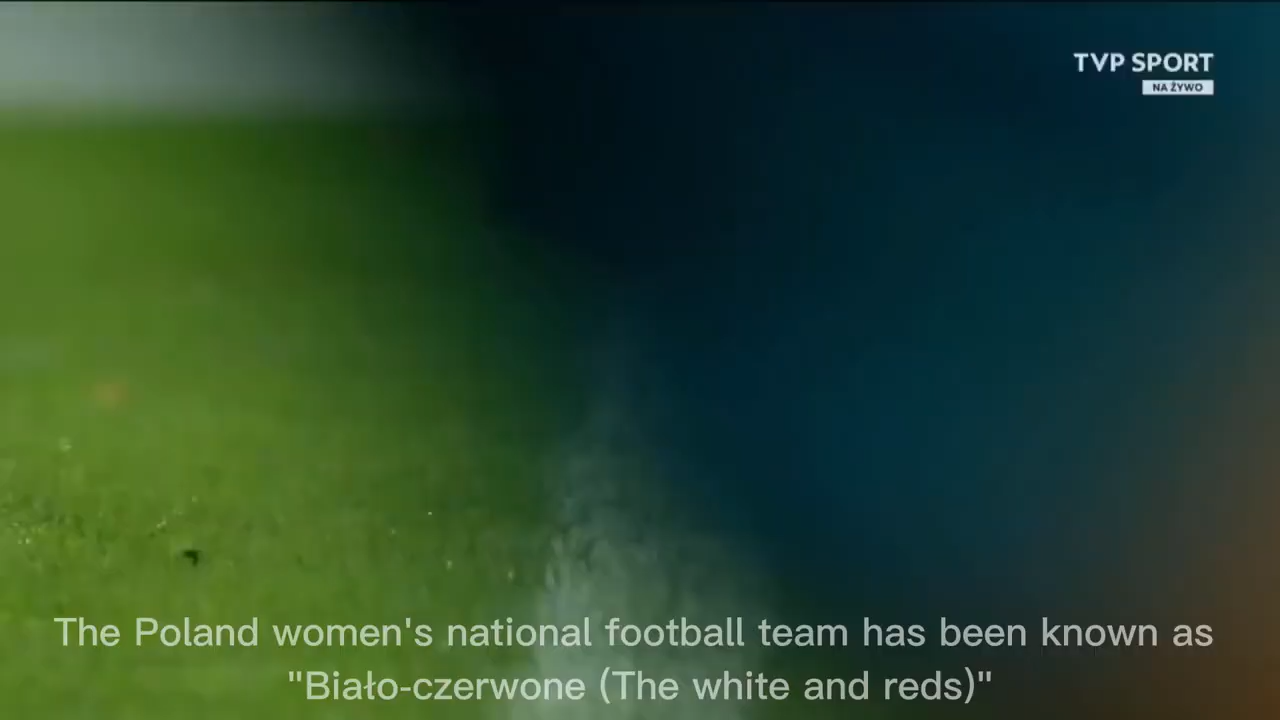 TVP SPORT
NA ŻYWO
The Poland women's national football team has been known as
"Biało-czerwone (The white and reds)"